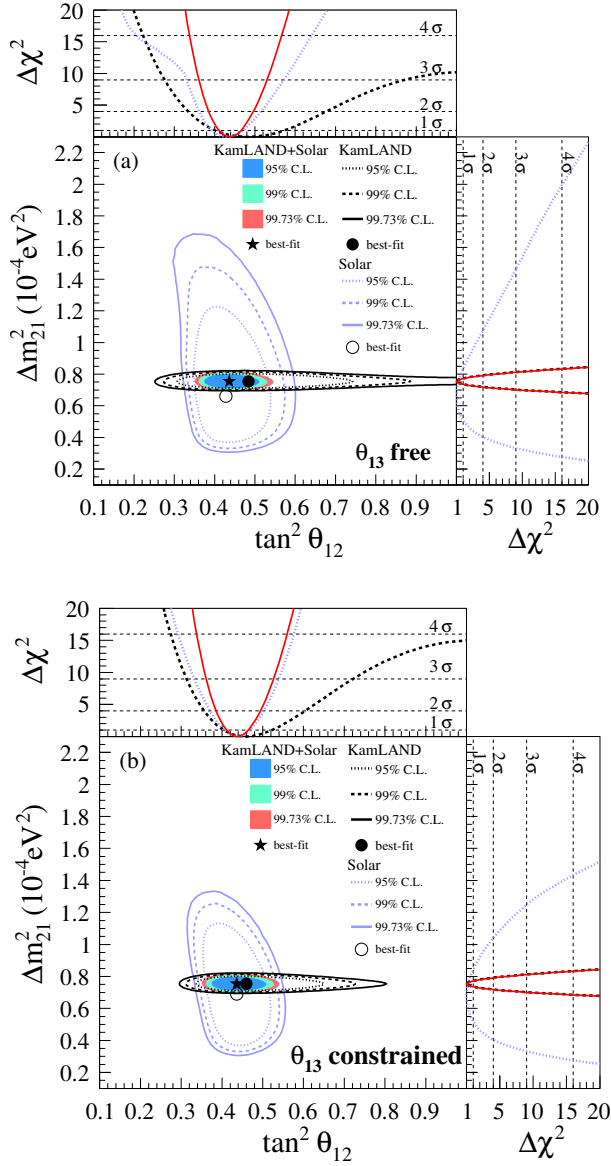 20
15
10
5
Δχ²
4σ
3σ
2σ
1σ
(a)
KamLAND+Solar
95% C.L.
99% C.L.
99.73% C.L.
best-fit
KamLAND
95% C.L.
99% C.L.
99.73% C.L.
best-fit
Solar
95% C.L.
99% C.L.
99.73% C.L.
best-fit
1σ
2σ
3σ
4σ
2.2
2
1.8
1.6
1.4
1.2
1
0.8
0.6
0.4
0.2
Δm²₂₁ (10⁻⁴eV²)
θ₁₃ free
0.1 0.2 0.3 0.4 0.5 0.6 0.7 0.8 0.9 1 5 10 15 20
tan² θ₁₂
Δχ²
20
15
10
5
Δχ²
4σ
3σ
2σ
1σ
(b)
KamLAND+Solar
95% C.L.
99% C.L.
99.73% C.L.
best-fit
KamLAND
95% C.L.
99% C.L.
99.73% C.L.
best-fit
Solar
95% C.L.
99% C.L.
99.73% C.L.
best-fit
1σ
2σ
3σ
4σ
2.2
2
1.8
1.6
1.4
1.2
1
0.8
0.6
0.4
0.2
Δm²₂₁ (10⁻⁴eV²)
θ₁₃ constrained
0.1 0.2 0.3 0.4 0.5 0.6 0.7 0.8 0.9 1 5 10 15 20
tan² θ₁₂
Δχ²